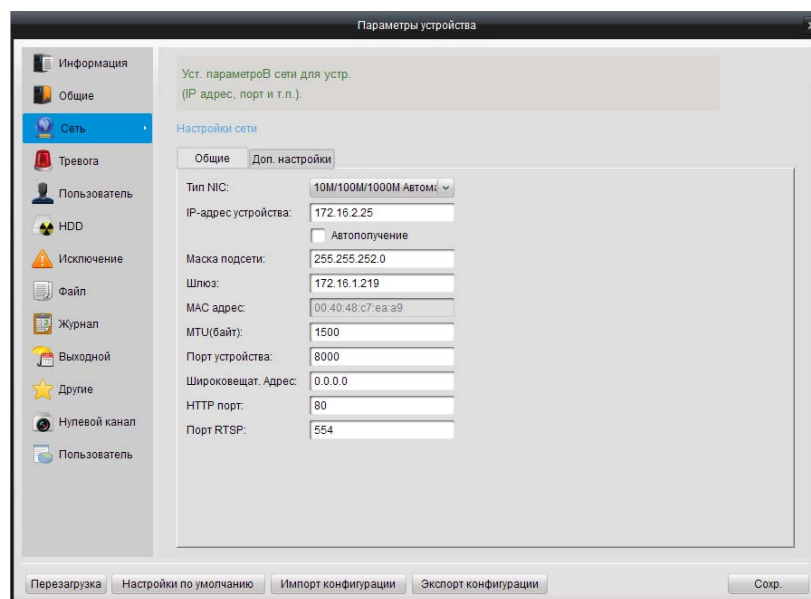 Параметры устройства
Информация
Общие
Сеть
Тревога
Пользователь
HDD
Исключение
Файл
Журнал
Выходной
Другие
Нулевой канал
Пользователь
Уст. параметроВ сети для устр.
(IP адрес, порт и т.п.).
Настройки сети
Общие Доп. настройки
Тип NIC: 10M/100M/1000M Автома
IP-адрес устройства: 172.16.2.25
Автополучение
Маска подсети: 255.255.252.0
Шлюз: 172.16.1.219
MAC адрес: 00:40:48:c7:ea:a9
MTU(байт): 1500
Порт устройства: 8000
Широковещат. Адрес: 0.0.0.0
HTTP порт: 80
Порт RTSP: 554
Перезагрузка Настройки по умолчанию Импорт конфигурации Экспорт конфигурации Сохр.